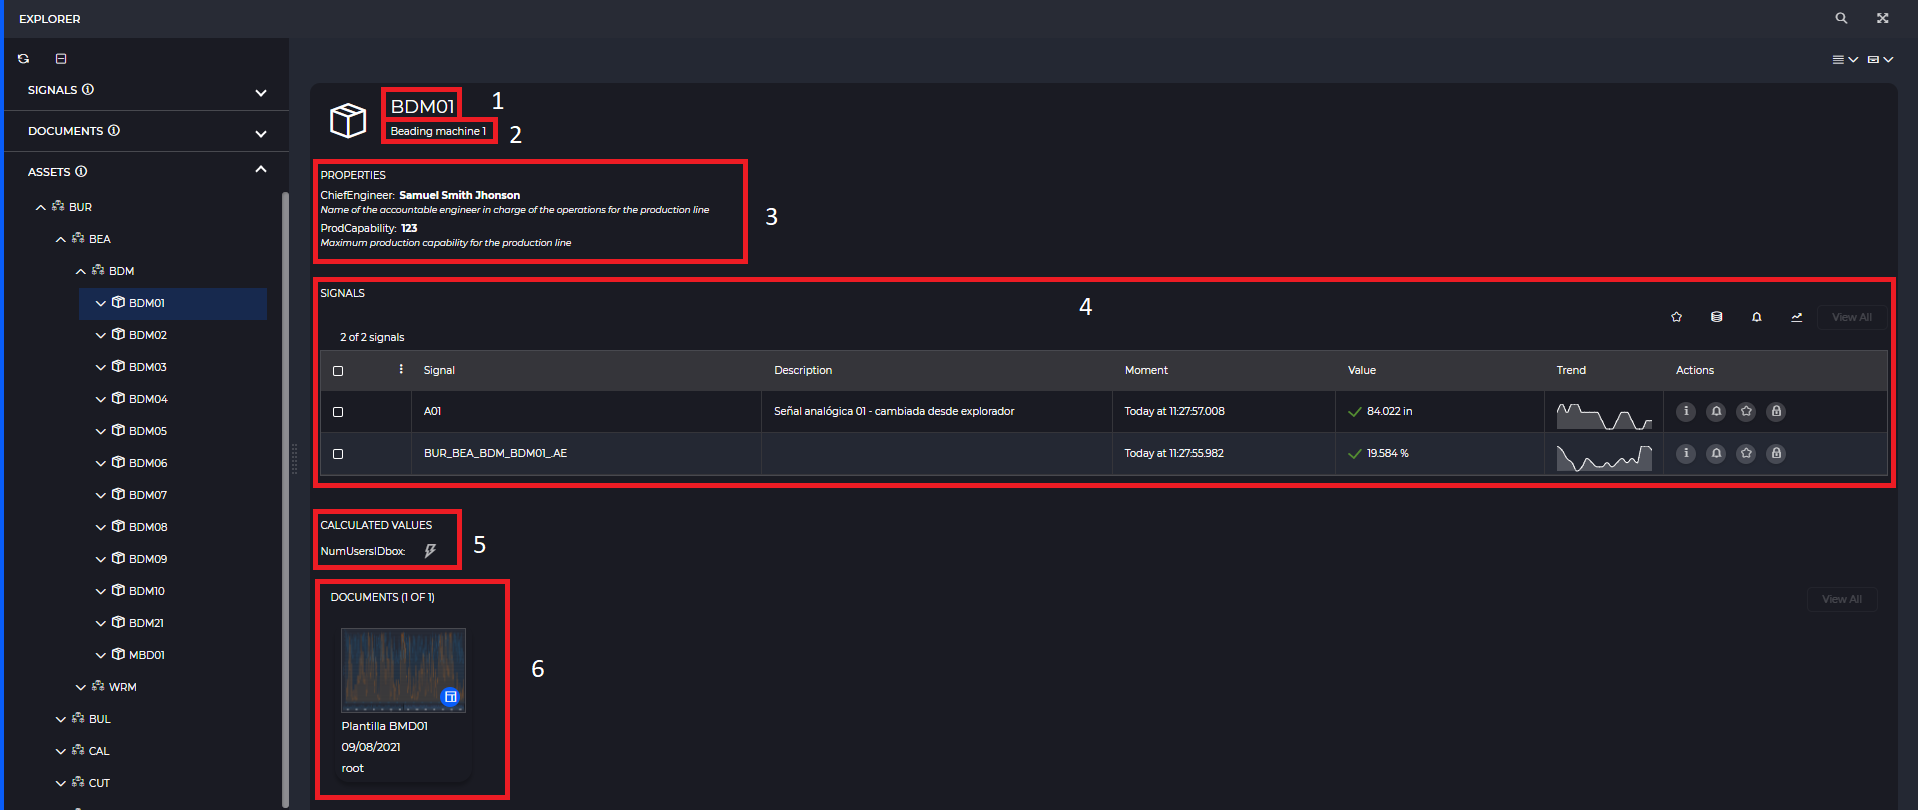 EXPLORER
SIGNALS
DOCUMENTS
ASSETS
BUR
BEA
BDM
BDM01
BDM02
BDM03
BDM04
BDM05
BDM06
BDM07
BDM08
BDM09
BDM10
BDM21
MBD01
WRM
BUL
CAL
CUT
BDM01 1
Beading machine 1 2
PROPERTIES
ChiefEngineer: Samuel Smith Jhonson
Name of the accountable engineer in charge of the operations for the production line
ProdCapability: 123
Maximum production capability for the production line
3
SIGNALS
4
View All
2 of 2 signals
Signal Description Moment Value Trend Actions
A01 Señal analógica 01 - cambiada desde explorador Today at 11:27:57.008 84.022 in
BUR_BEA_BDM_BDM01_.AE Today at 11:27:55.982 19.584 %
CALCULATED VALUES
NumUsersIDbox:
5
DOCUMENTS (1 OF 1)
View All
6
Plantilla BMD01
09/08/2021
root